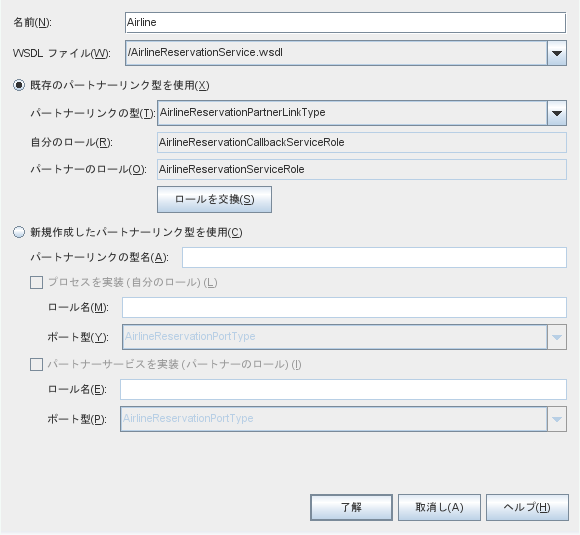 名前(N): Airline
WSDL ファイル(W): /AirlineReservationService.wsdl
既存のパートナーリンク型を使用(X)
パートナーリンクの型(T): AirlineReservationPartnerLinkType
自分のロール(R): AirlineReservationCallbackServiceRole
パートナーのロール(O): AirlineReservationServiceRole
ロールを交換(S)
新規作成したパートナーリンク型を使用(C)
パートナーリンクの型名(A):
プロセスを実装 (自分のロール) (L)
ロール名(M):
ポート型(Y): AirlineReservationPortType
パートナーサービスを実装 (パートナーのロール) (I)
ロール名(E):
ポート型(P): AirlineReservationPortType
了解 取消し(A) ヘルプ(H)